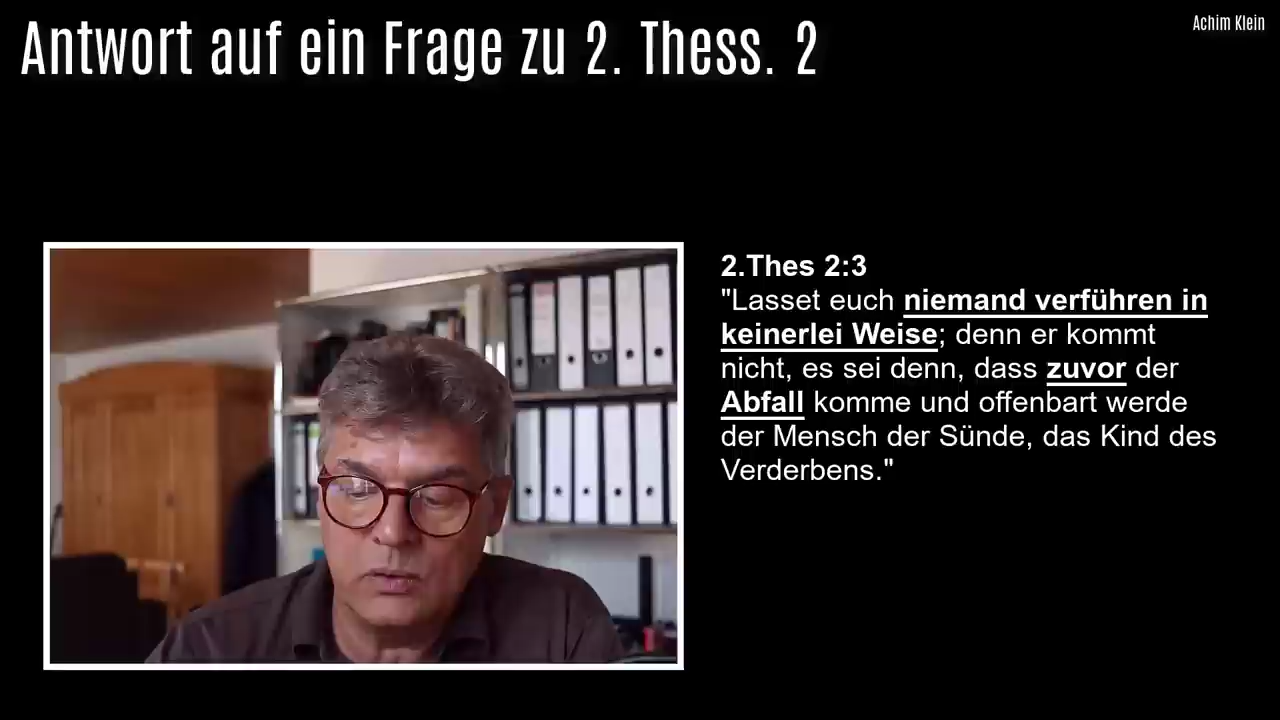 Antwort auf ein Frage zu 2. Thess. 2
Achim Klein
2.Thes 2:3
"Lasset euch niemand verführen in
keinerlei Weise; denn er kommt
nicht, es sei denn, dass zuvor der
Abfall komme und offenbart werde
der Mensch der Sünde, das Kind des
Verderbens."